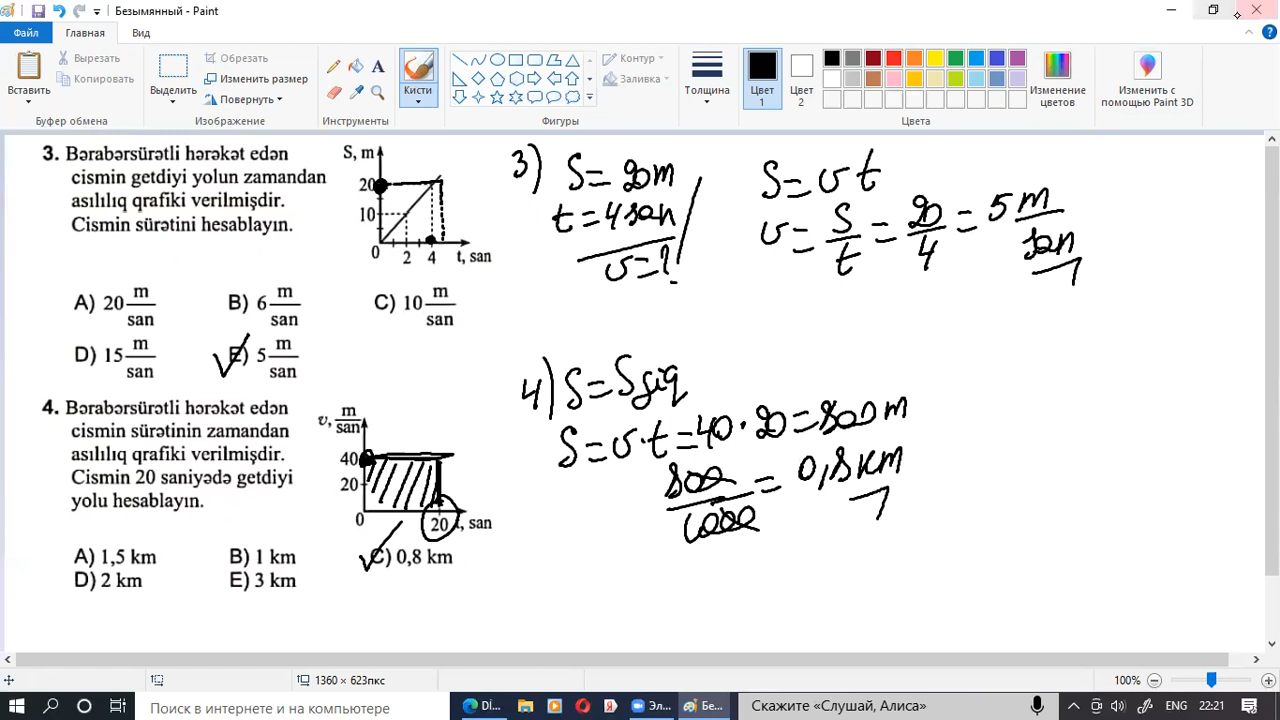 Безымянный - Paint
Файл Главная Вид
Вставить
Вырезать
Копировать
Буфер обмена
Выделить
Обрезать
Изменить размер
Повернуть
Изображение
Инструменты
Кисти
Контур
Заливка
Фигуры
Толщина
Цвет 1
Цвет 2
Цвета
Изменение цветов
Изменить с помощью Paint 3D
3. Bərabərsürətli hərəkət edən
cismin getdiyi yolun zamandan
asılılıq qrafiki verilmişdir.
Cismin sürətini hesablayın.
S, m
20
10
0 2 4 t, san
A) 20 m/san B) 6 m/san C) 10 m/san
D) 15 m/san E) 5 m/san
3) S = 20m
t = 4san
v = ?
S = v t
v = S/t = 20/4 = 5 m/san
4. Bərabərsürətli hərəkət edən
cismin sürətinin zamandan
asılılıq qrafiki verilmişdir.
Cismin 20 saniyədə getdiyi
yolu hesablayın.
v, m/san
40
20
0 20 t, san
A) 1,5 km B) 1 km C) 0,8 km
D) 2 km E) 3 km
4) S = Sfiq
S = v · t = 40 · 20 = 800m
800/1000 = 0,8 km
1360 × 623пкс
100%
Поиск в интернете и на компьютере
Dİ
Эл...
Бе...
Скажите «Слушай, Алиса»
ENG
22:21